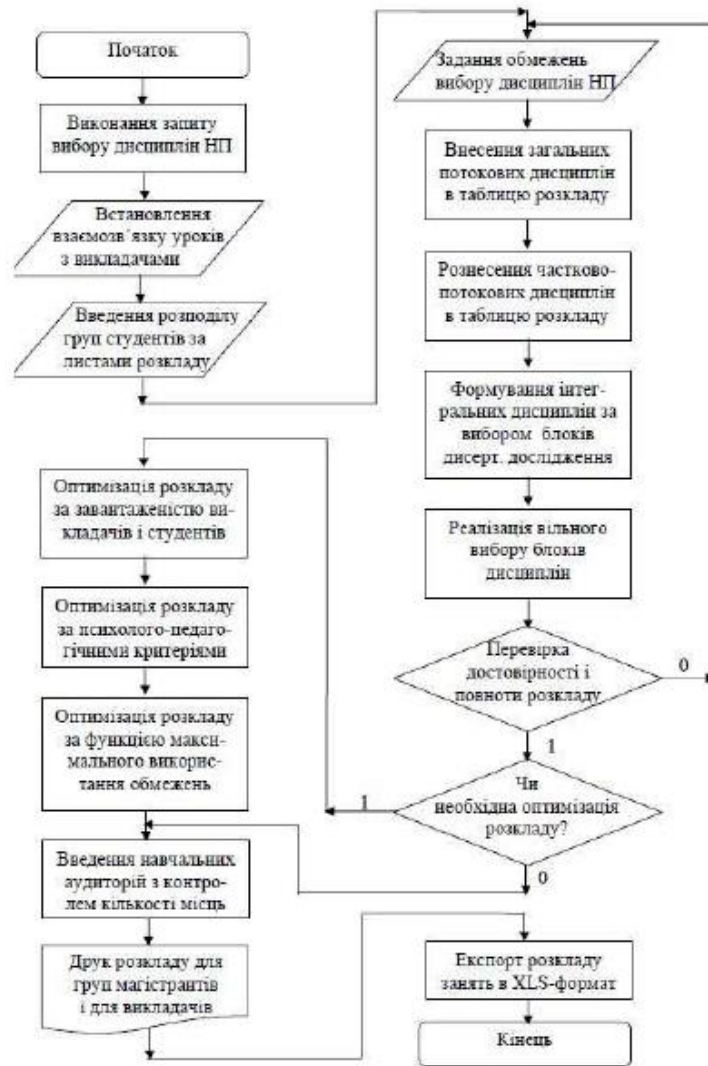 Початок
Виконання запиту
вибору дисциплін НП
Встановлення
взаємозв´язку уроків
з викладачами
Введення розподілу
груп студентів за
листами розкладу
Задання обмежень
вибору дисциплін НП
Внесення загальних
потокових дисциплін
в таблицю розкладу
Рознесення частково-
потокових дисциплін
в таблицю розкладу
Формування інтег-
ральних дисциплін за
вибором блоків
дисерт. дослідження
Реалізація вільного
вибору блоків
дисциплін
Перевірка
достовірності і
повноти розкладу
0
1
Чи
необхідна оптимізація
розкладу?
1
0
Оптимізація розкладу
за завантаженістю ви-
кладачів і студентів
Оптимізація розкладу
за психолого-педаго-
гічними критеріями
Оптимізація розкладу
за функцією макси-
мального викорис-
тання обмежень
Введення навчальних
аудиторій з контро-
лем кількості місць
Друк розкладу для
груп магістрантів
і для викладачів
Експорт розкладу
занять в XLS-формат
Кінець